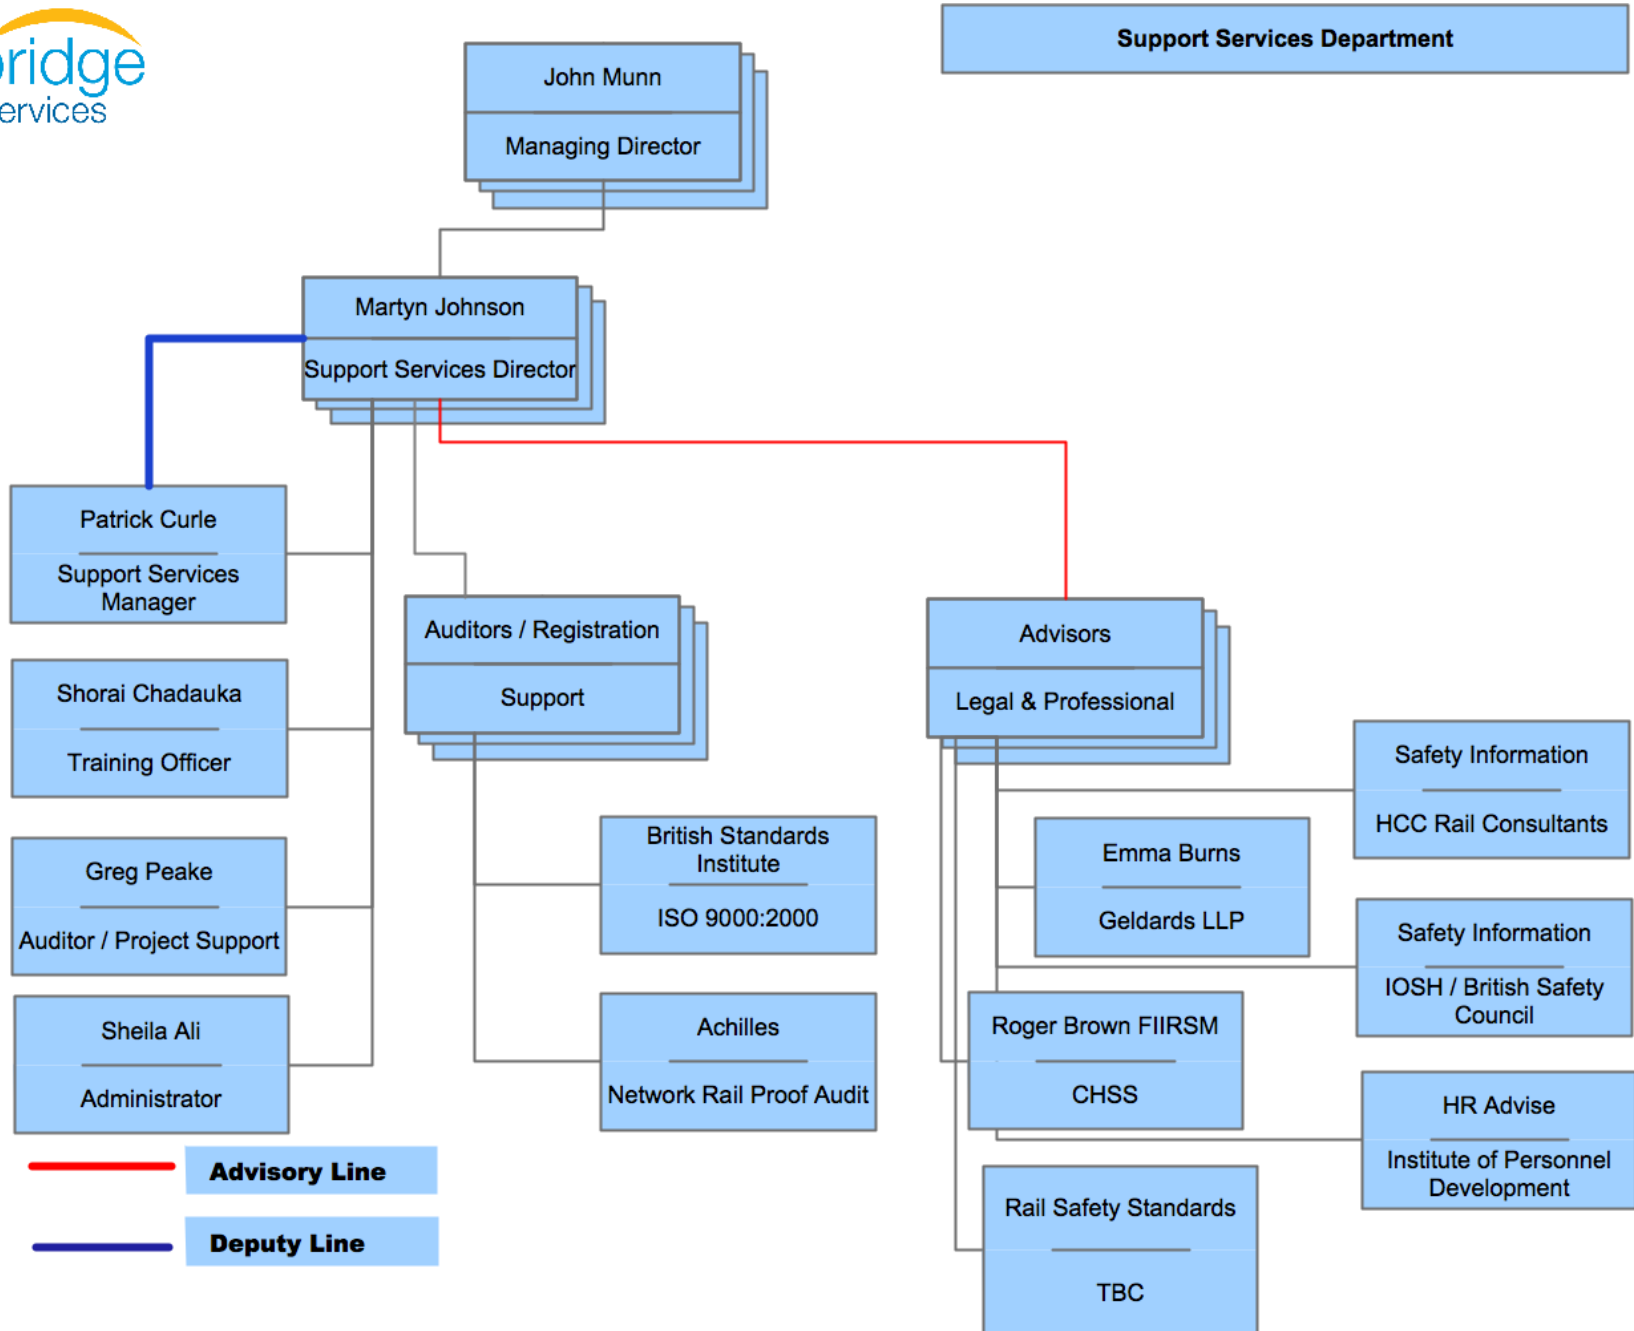 ridge
ervices
Support Services Department
John Munn
Managing Director
Martyn Johnson
Support Services Director
Patrick Curle
Support Services
Manager
Shorai Chadauka
Training Officer
Greg Peake
Auditor / Project Support
Sheila Ali
Administrator
Auditors / Registration
Support
British Standards
Institute
ISO 9000:2000
Achilles
Network Rail Proof Audit
Advisors
Legal & Professional
Safety Information
HCC Rail Consultants
Emma Burns
Geldards LLP
Safety Information
IOSH / British Safety
Council
Roger Brown FIIRSM
CHSS
HR Advise
Institute of Personnel
Development
Rail Safety Standards
TBC
Advisory Line
Deputy Line